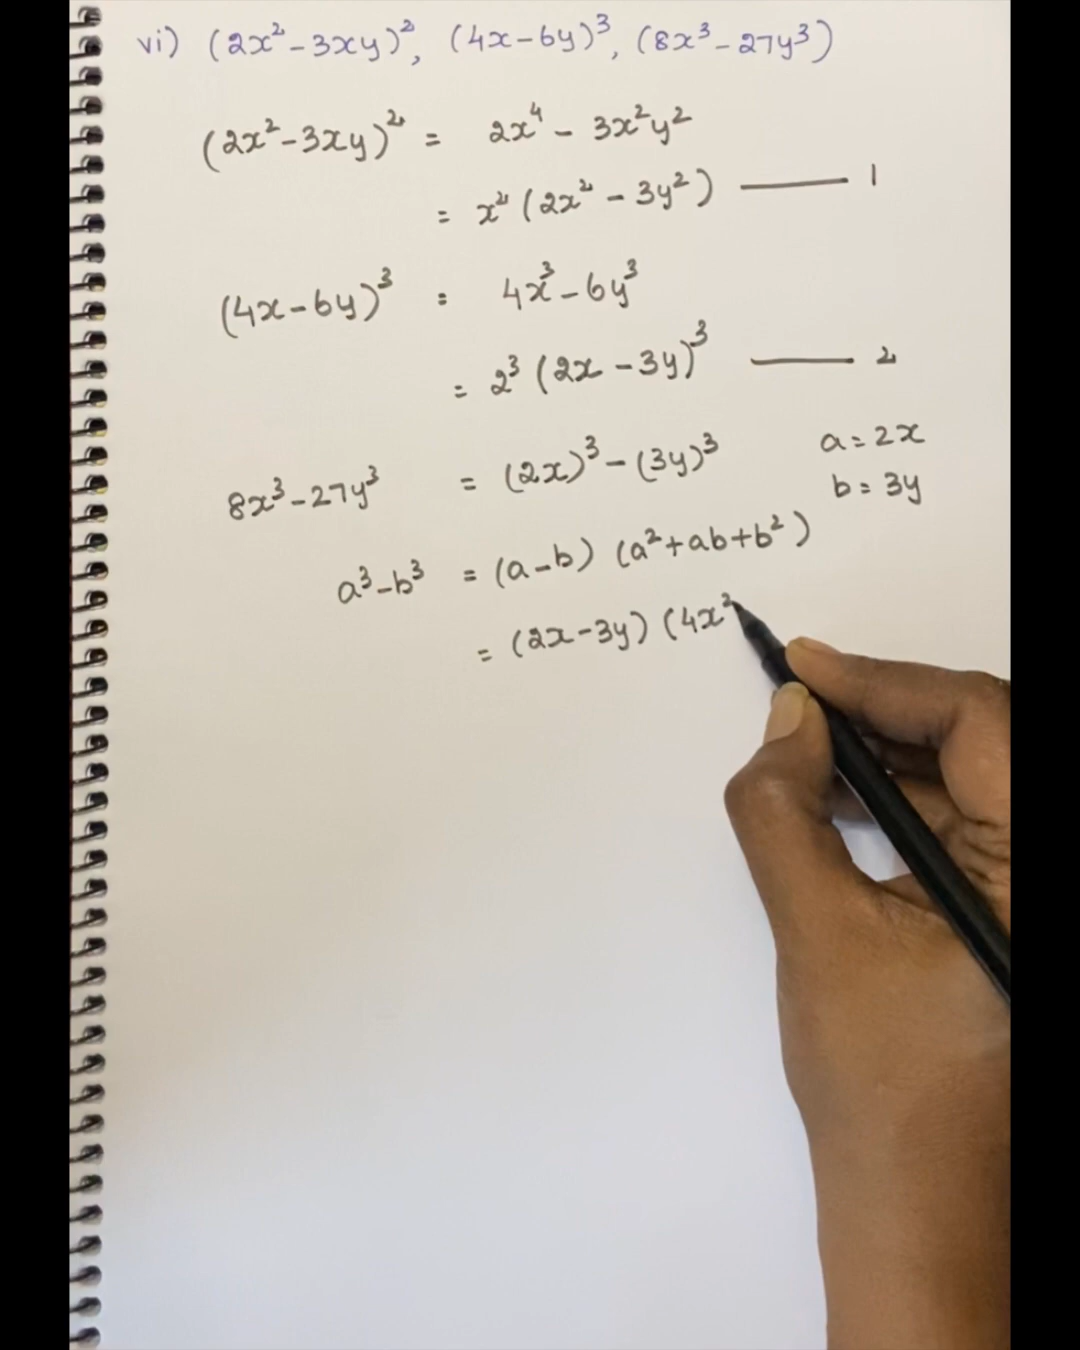 vi) (2x² - 3xy)², (4x - 6y)³, (8x³ - 27y³)
(2x² - 3xy)² = 2x⁴ - 3x²y²
= x² (2x² - 3y²) —— 1
(4x - 6y)³ = 4x³ - 6y³
= 2³ (2x - 3y)³ —— 2
8x³ - 27y³ = (2x)³ - (3y)³ a = 2x
b = 3y
a³ - b³ = (a - b) (a² + ab + b²)
= (2x - 3y) (4x²